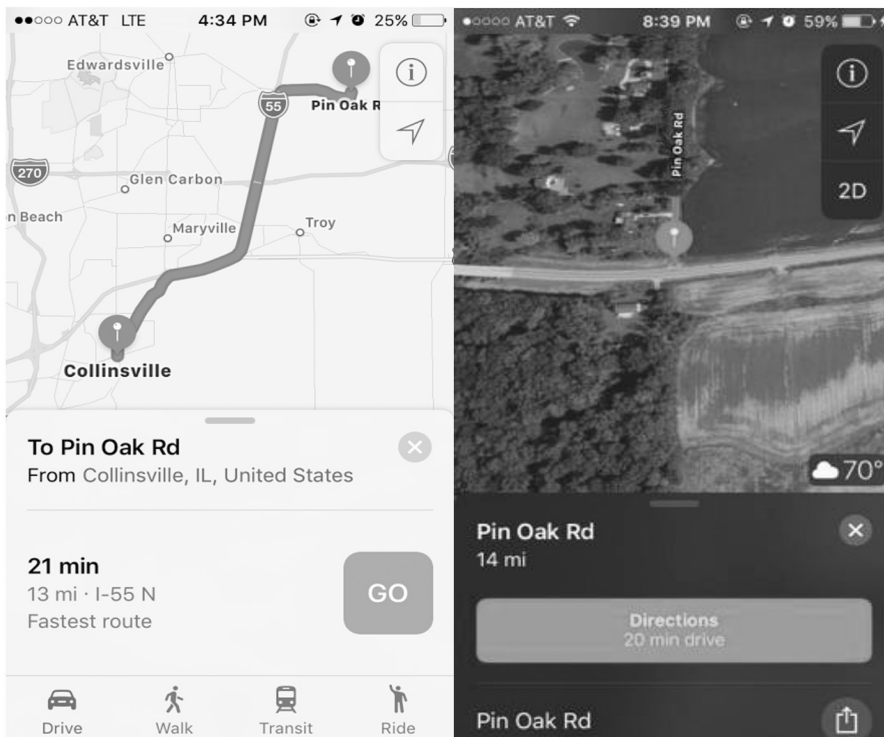 AT&T LTE 4:34 PM 25%
Edwardsville
55
Pin Oak R
270
Glen Carbon
n Beach
Maryville
Troy
Collinsville
To Pin Oak Rd
From Collinsville, IL, United States
21 min
13 mi · I-55 N
Fastest route
GO
Drive Walk Transit Ride
AT&T 8:39 PM 59%
Pin Oak Rd
2D
70°
Pin Oak Rd
14 mi
Directions
20 min drive
Pin Oak Rd